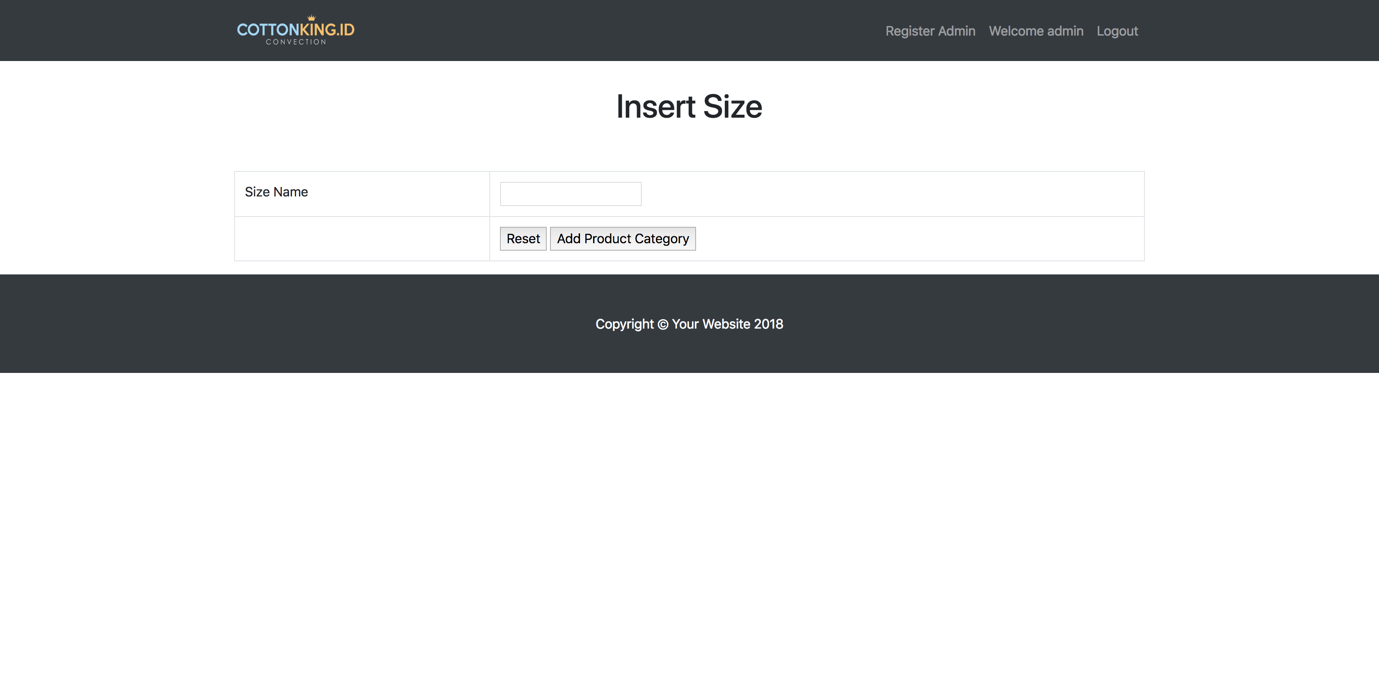 COTTONKING.ID
CONVECTION
Register Admin Welcome admin Logout
Insert Size
Size Name
Reset Add Product Category
Copyright © Your Website 2018